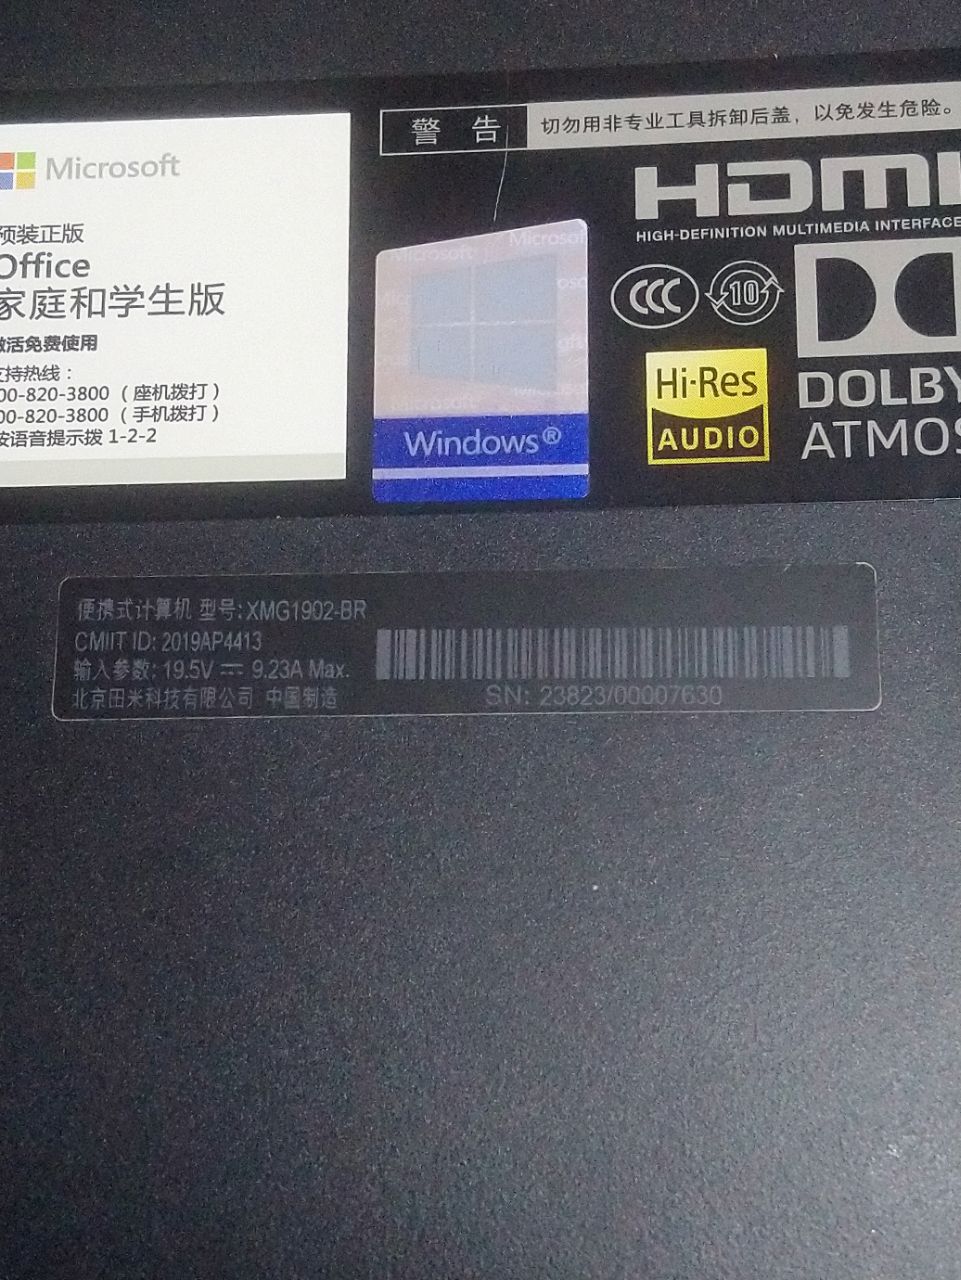 Microsoft
预装正版
Office
家庭和学生版
激活免费使用
支持热线：
00-820-3800（座机拨打）
00-820-3800（手机拨打）
按语音提示拨 1-2-2
警 告
切勿用非专业工具拆卸后盖，以免发生危险。
Microsoft
Microsoft
Windows®
HDMI
HIGH-DEFINITION MULTIMEDIA INTERFACE
CCC
10
Hi-Res
AUDIO
DOLBY
ATMOS
便携式计算机 型号: XMG1902-BR
CMIIT ID: 2019AP4413
输入参数: 19.5V ⎓ 9.23A Max.
北京田米科技有限公司 中国制造
SN: 23823/00007630